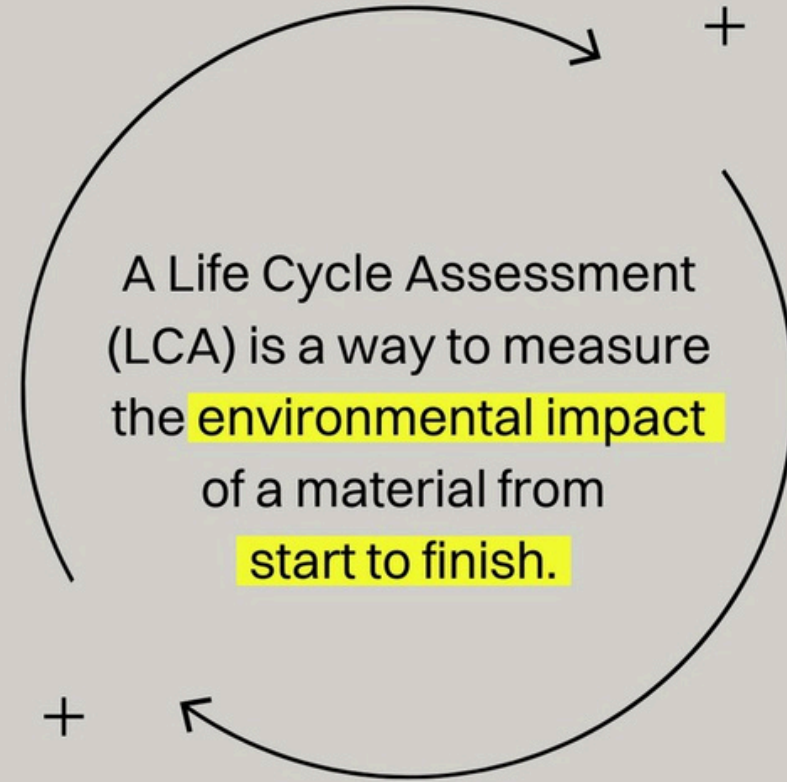 A Life Cycle Assessment
(LCA) is a way to measure
the environmental impact
of a material from
start to finish.